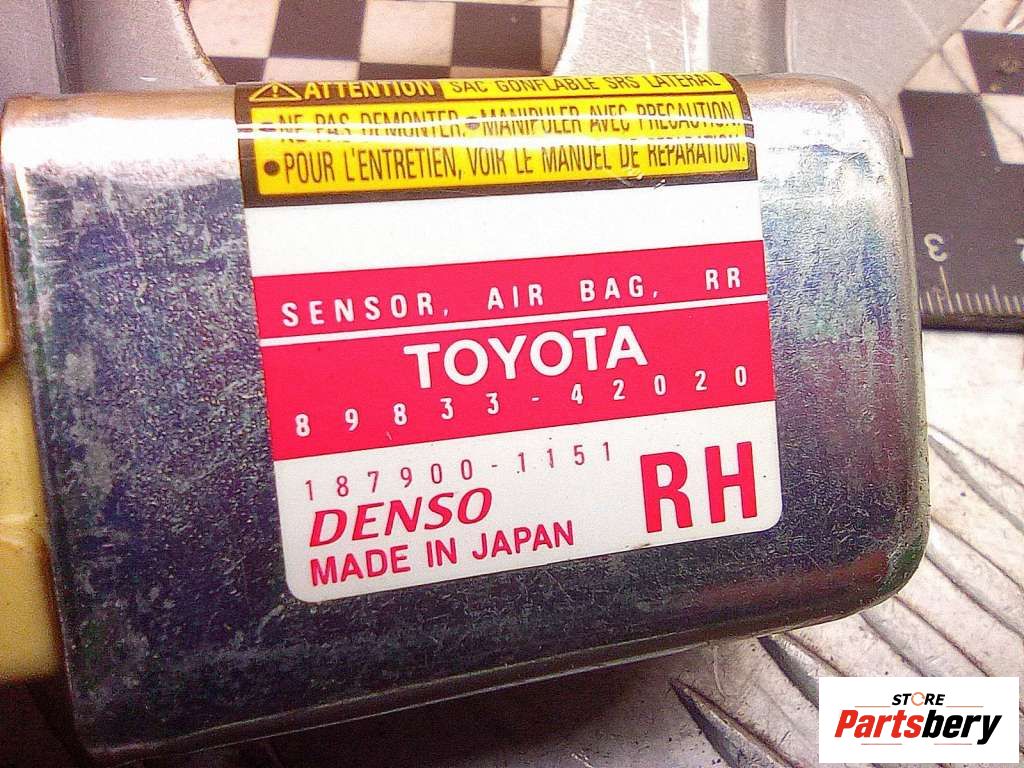 ATTENTION SAC GONFLABLE SRS LATERAL
•NE PAS DEMONTER.•MANIPULER AVEC PRECAUTION.
•POUR L'ENTRETIEN, VOIR LE MANUEL DE REPARATION.
SENSOR, AIR BAG, RR
TOYOTA
89833-42020
187900-1151
DENSO
MADE IN JAPAN
RH
3
STORE
Partsbery